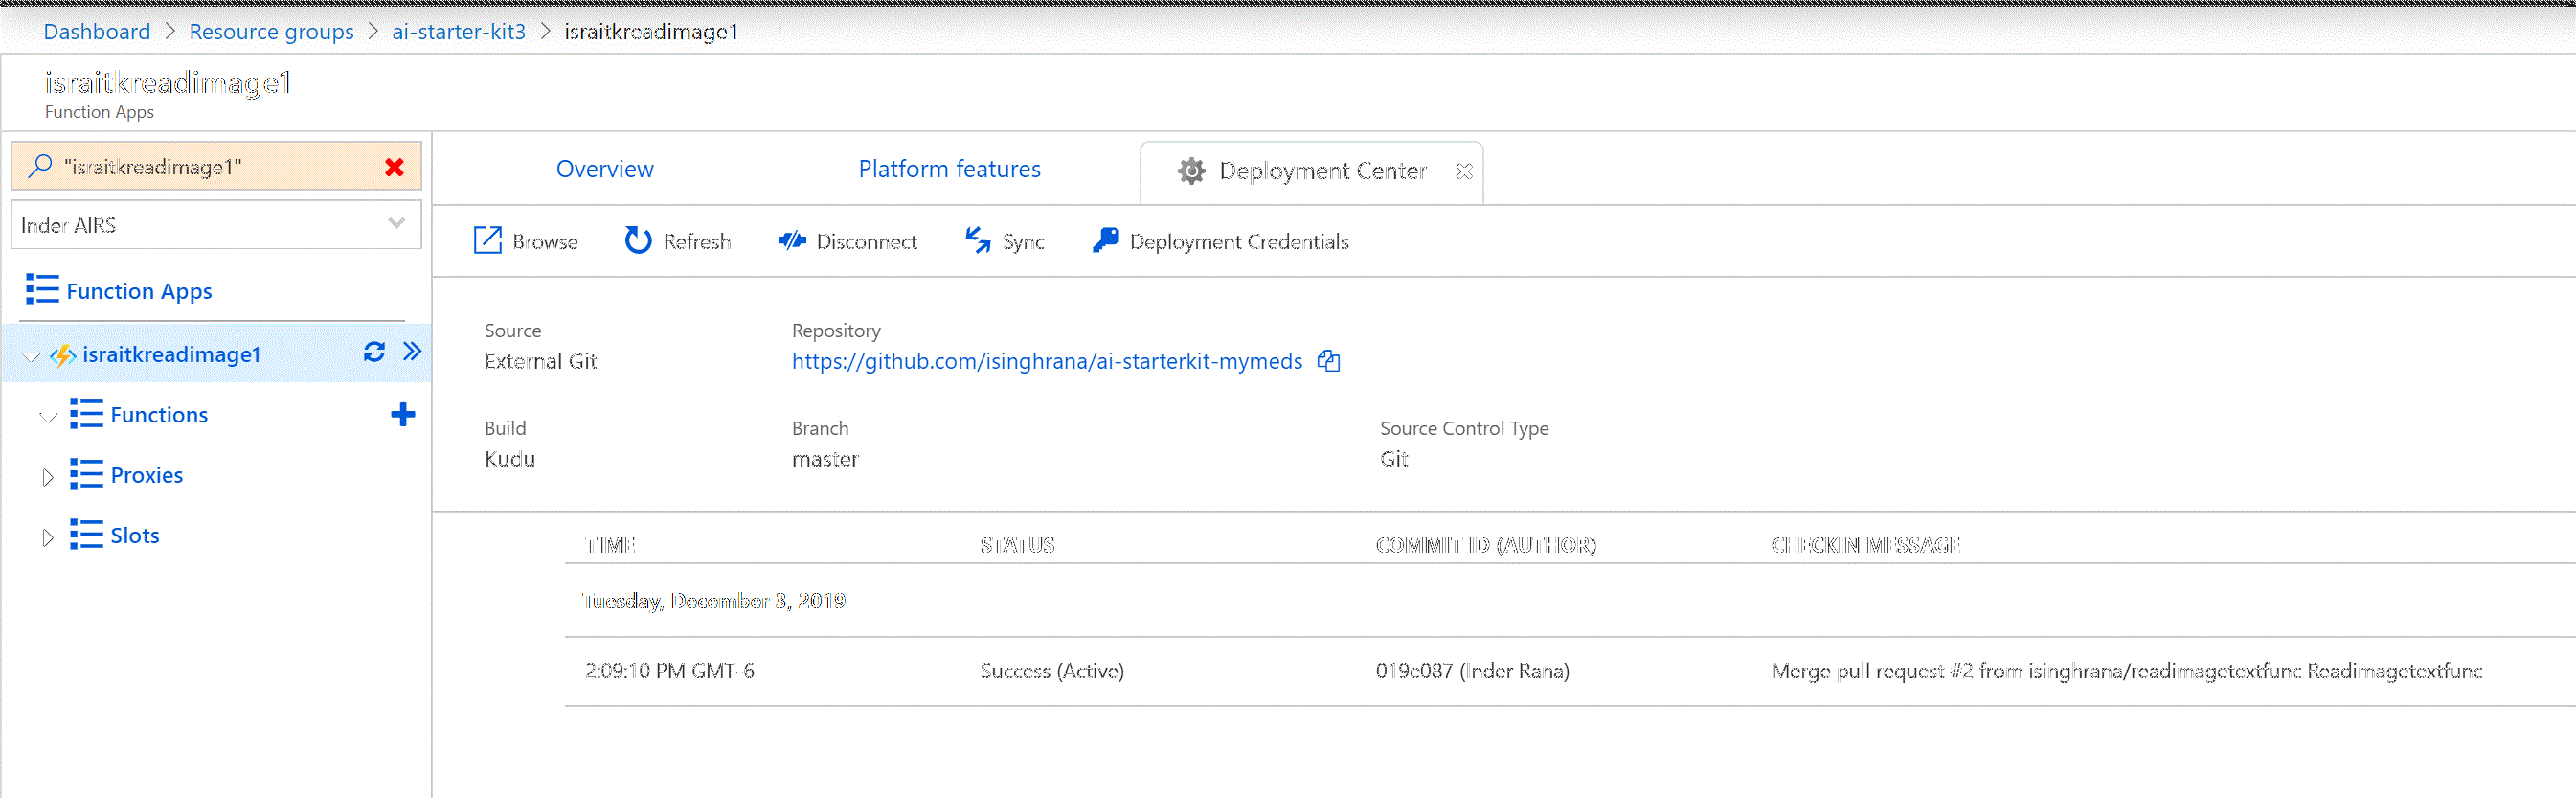 Dashboard > Resource groups > ai-starter-kit3 > israitkreadimage1
israitkreadimage1
Function Apps
"israitkreadimage1"
Inder AIRS
Function Apps
israitkreadimage1
Functions
Proxies
Slots
Overview Platform features Deployment Center
Browse Refresh Disconnect Sync Deployment Credentials
Source Repository
External Git https://github.com/isinghrana/ai-starterkit-mymeds
Build Branch Source Control Type
Kudu master Git
TIME STATUS COMMIT ID (AUTHOR) CHECKIN MESSAGE
Tuesday, December 3, 2019
2:09:10 PM GMT-6 Success (Active) 019e087 (Inder Rana) Merge pull request #2 from isinghrana/readimagetextfunc Readimagetextfunc